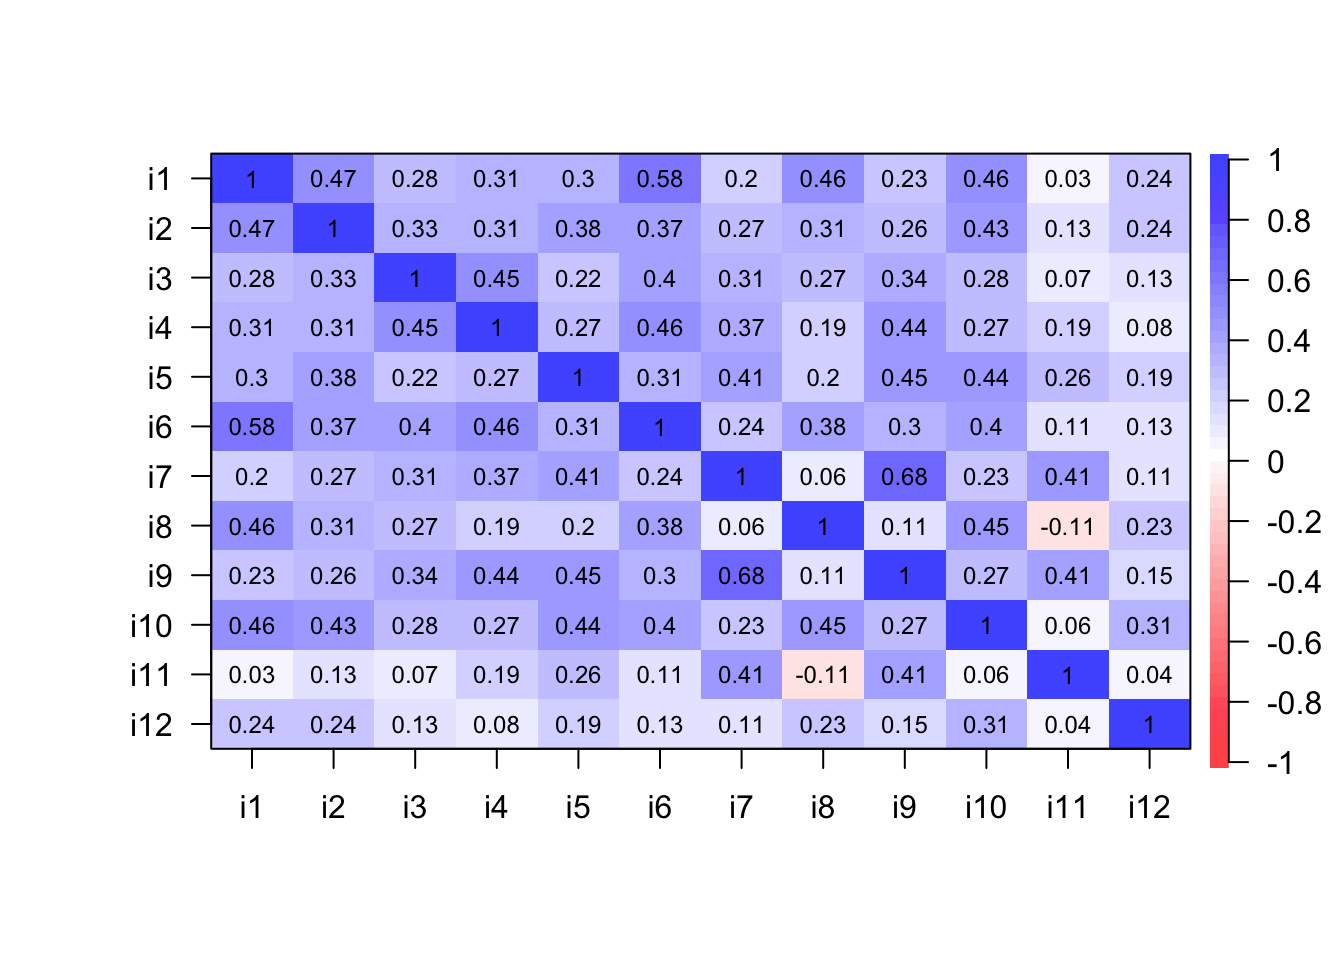 i1 1 0.47 0.28 0.31 0.3 0.58 0.2 0.46 0.23 0.46 0.03 0.24
i2 0.47 1 0.33 0.31 0.38 0.37 0.27 0.31 0.26 0.43 0.13 0.24
i3 0.28 0.33 1 0.45 0.22 0.4 0.31 0.27 0.34 0.28 0.07 0.13
i4 0.31 0.31 0.45 1 0.27 0.46 0.37 0.19 0.44 0.27 0.19 0.08
i5 0.3 0.38 0.22 0.27 1 0.31 0.41 0.2 0.45 0.44 0.26 0.19
i6 0.58 0.37 0.4 0.46 0.31 1 0.24 0.38 0.3 0.4 0.11 0.13
i7 0.2 0.27 0.31 0.37 0.41 0.24 1 0.06 0.68 0.23 0.41 0.11
i8 0.46 0.31 0.27 0.19 0.2 0.38 0.06 1 0.11 0.45 -0.11 0.23
i9 0.23 0.26 0.34 0.44 0.45 0.3 0.68 0.11 1 0.27 0.41 0.15
i10 0.46 0.43 0.28 0.27 0.44 0.4 0.23 0.45 0.27 1 0.06 0.31
i11 0.03 0.13 0.07 0.19 0.26 0.11 0.41 -0.11 0.41 0.06 1 0.04
i12 0.24 0.24 0.13 0.08 0.19 0.13 0.11 0.23 0.15 0.31 0.04 1
i1 i2 i3 i4 i5 i6 i7 i8 i9 i10 i11 i12
1
0.8
0.6
0.4
0.2
0
-0.2
-0.4
-0.6
-0.8
-1